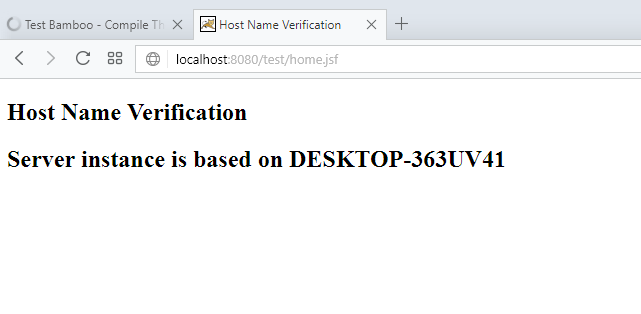 Test Bamboo - Compile Th
Host Name Verification
localhost:8080/test/home.jsf
Host Name Verification
Server instance is based on DESKTOP-363UV41